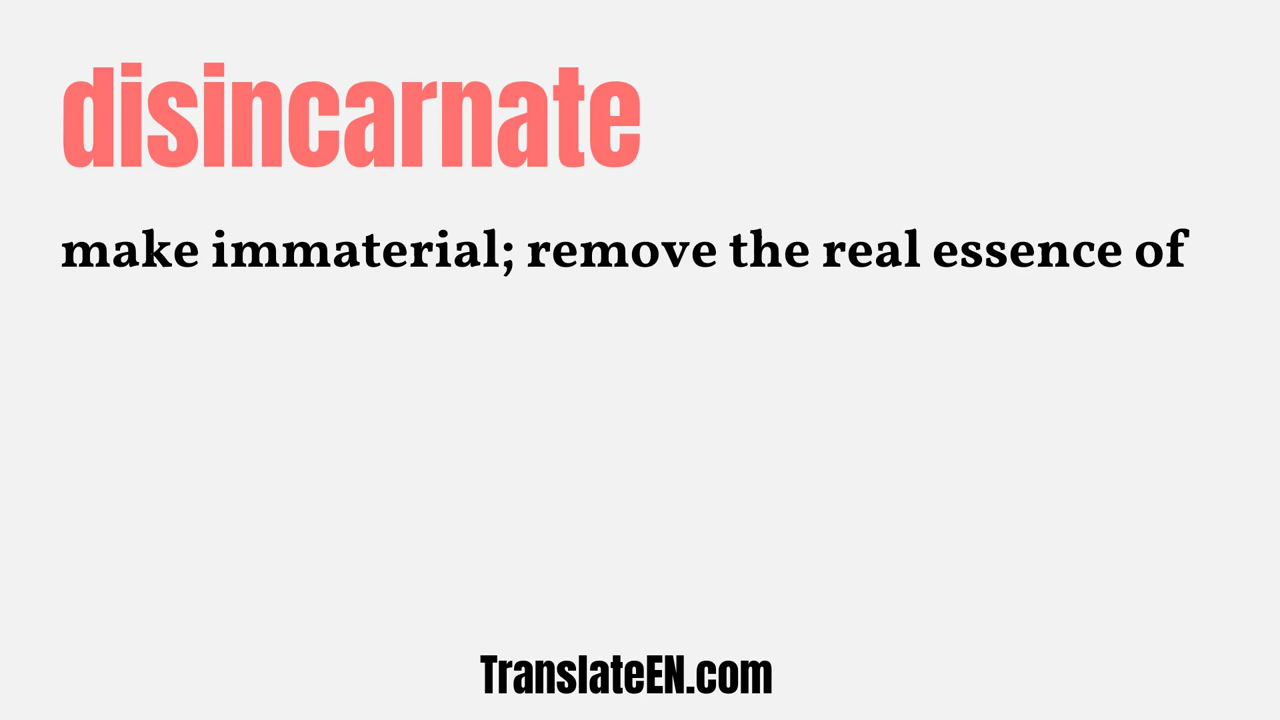 disincarnate
make immaterial; remove the real essence of
TranslateEN.com